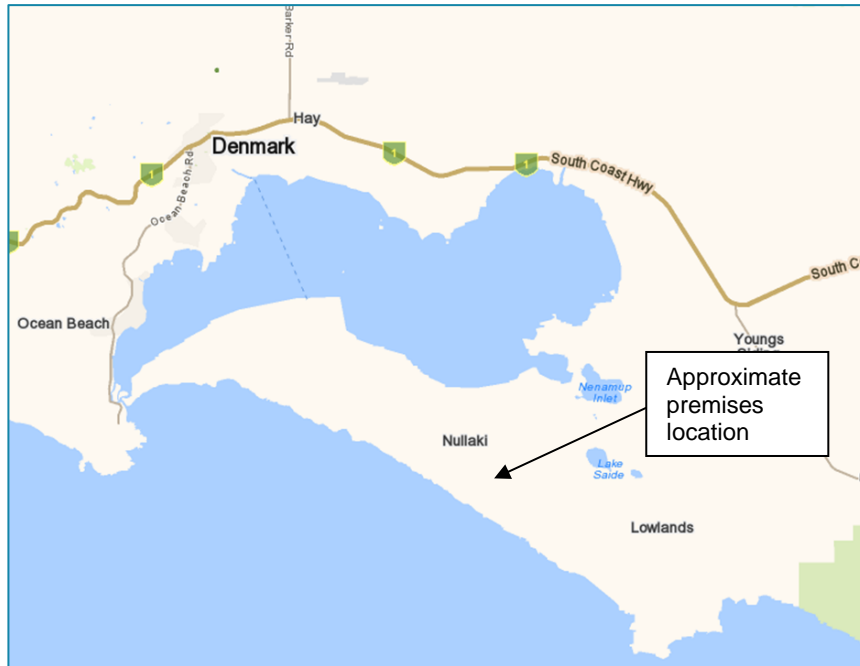 Barker Rd
Hay
Denmark
1
1
1
South Coast Hwy
Ocean Beach Rd
South Co
Ocean Beach
Youngs
Approximate
premises
location
Nenamup
Inlet
Nullaki
Lake
Saide
Lowlands